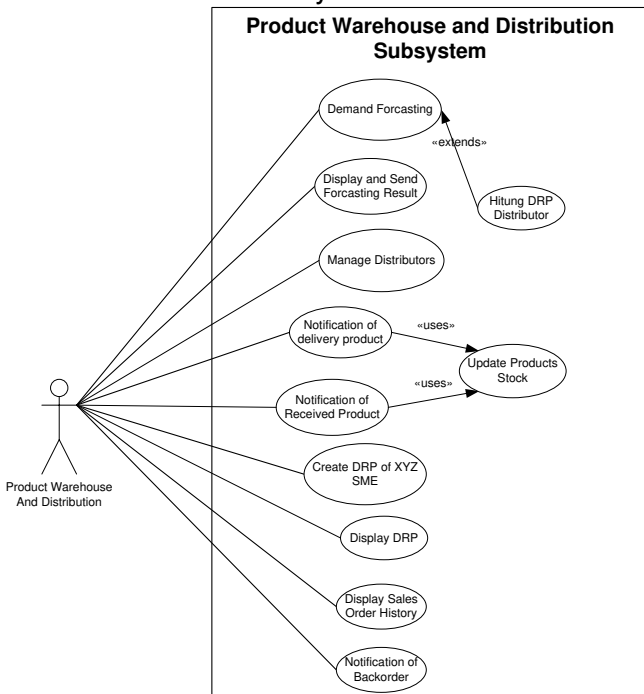 Product Warehouse and Distribution
Subsystem
Demand Forcasting
«extends»
Display and Send
Forcasting Result
Hitung DRP
Distributor
Manage Distributors
Notification of
delivery product
«uses»
Update Products
Stock
«uses»
Notification of
Received Product
Create DRP of XYZ
SME
Product Warehouse
And Distribution
Display DRP
Display Sales
Order History
Notification of
Backorder